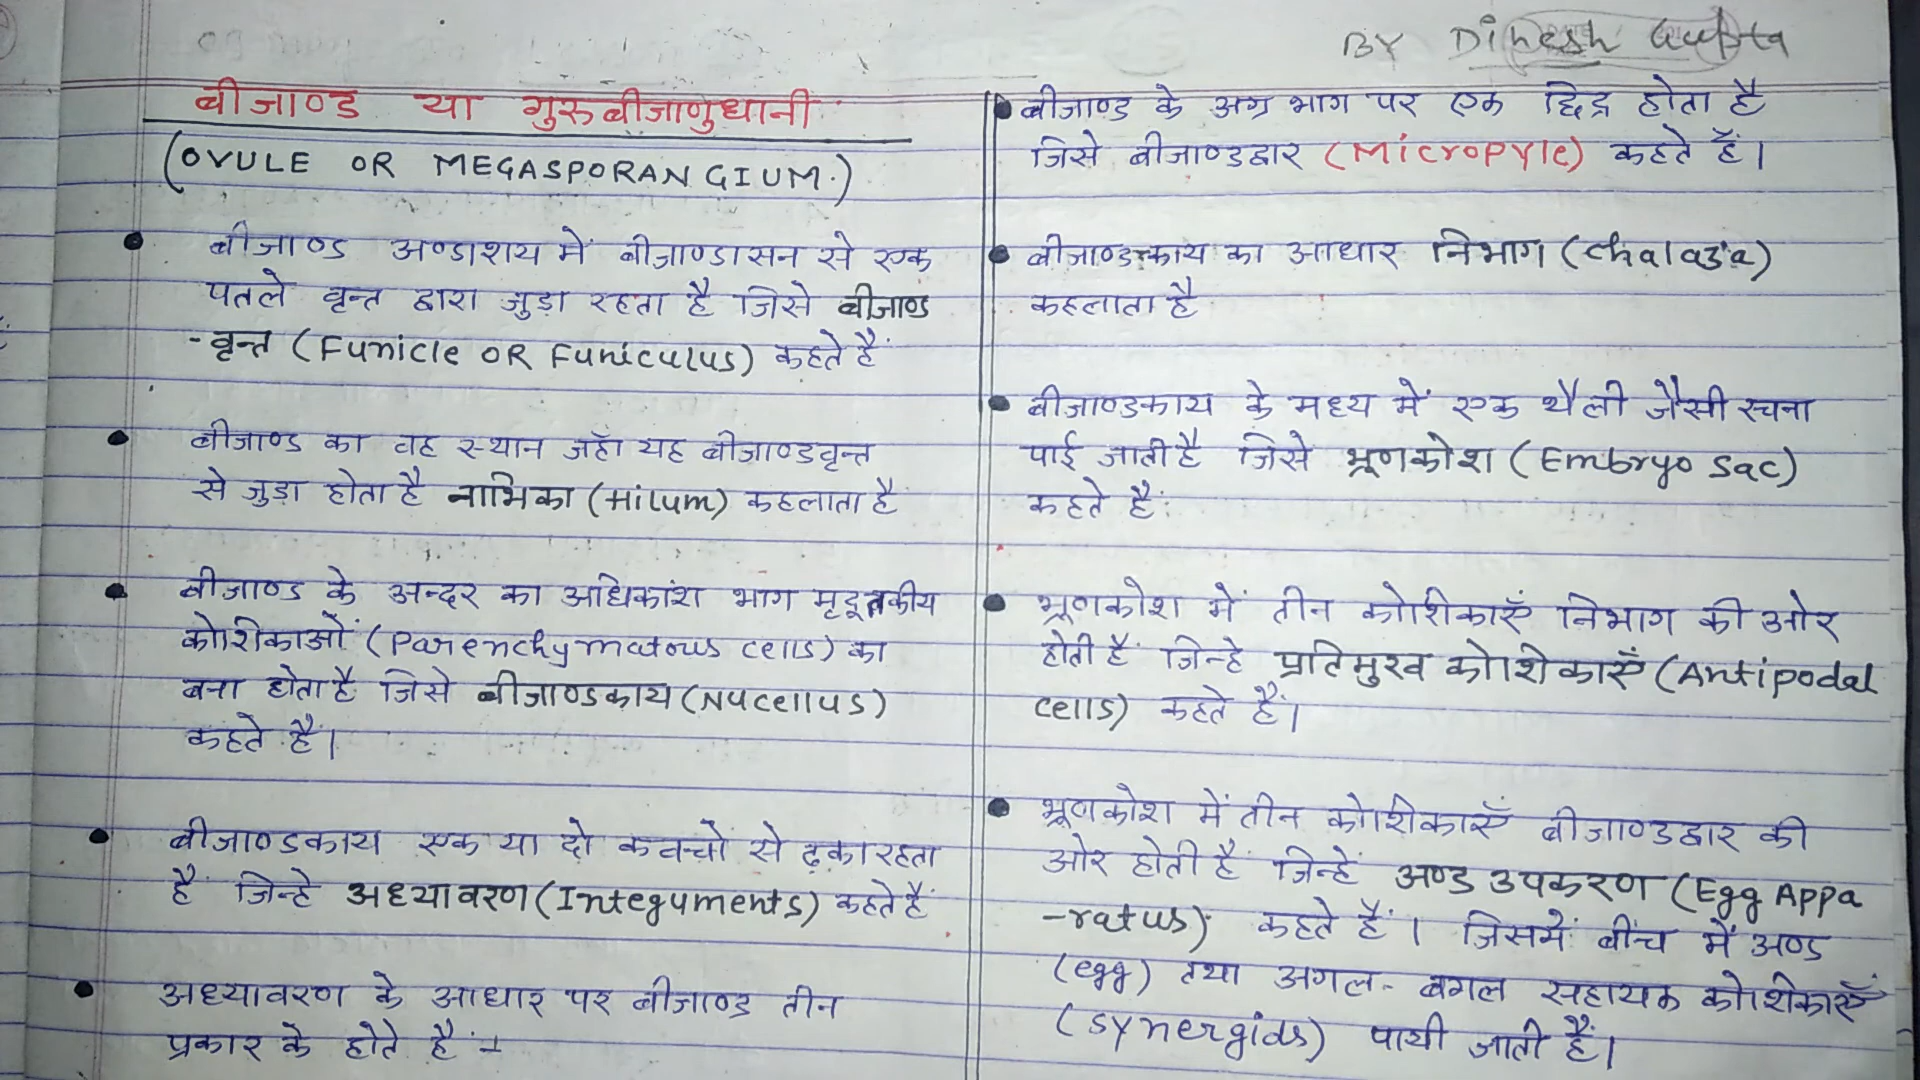 BY Dinesh Gupta
बीजाण्ड या गुरुबीजाणुधानी
(OVULE OR MEGASPORANGIUM.)
बीजाण्ड अण्डाशय में बीजाण्डासन से एक
पतले वृन्त द्वारा जुड़ा रहता है जिसे बीजाण्ड
-वृन्त (Funicle OR Funiculus) कहते हैं
बीजाण्ड का वह स्थान जहाँ यह बीजाण्डवृन्त
से जुड़ा होता है नाभिका (Hilum) कहलाता है
बीजाण्ड के अन्दर का अधिकांश भाग मृदूतकीय
कोशिकाओं (Parenchymatous cells) का
बना होता है जिसे बीजाण्डकाय (Nucellus)
कहते है।
बीजाण्डकाय एक या दो कवचो से ढ़का रहता
है जिन्हे अध्यावरण (Integuments) कहते हैं
अध्यावरण के आधार पर बीजाण्ड तीन
प्रकार के होते है :-
बीजाण्ड के अग्र भाग पर एक छिद्र होता है
जिसे बीजाण्डद्वार (Micropyle) कहते हैं।
बीजाण्डकाय का आधार निभाग (chalaza)
कहलाता है
बीजाण्डकाय के मध्य में एक थैली जैसी रचना
पाई जाती है जिसे भ्रूणकोश (Embryo sac)
कहते है:
भ्रूणकोश में तीन कोशिकाएँ निभाग की ओर
होती है जिन्हे प्रतिमुख कोशिकाएँ (Antipodal
cells) कहते हैं।
भ्रूणकोश में तीन कोशिकाएँ बीजाण्डद्वार की
ओर होती है जिन्हें अण्ड उपकरण (Egg Appa
-ratus) कहते हैं। जिसमें बीच में अण्ड
(egg) तथा अगल-बगल सहायक कोशिकाएँ
(synergids) पायी जाती हैं।